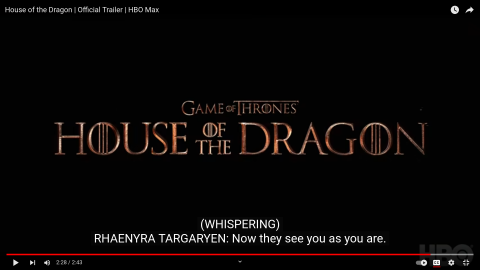 House of the Dragon | Official Trailer | HBO Max
GAME OF THRONES
HOUSE OF THE DRAGON
(WHISPERING)
RHAENYRA TARGARYEN: Now they see you as you are.
HBO
2:28 / 2:43